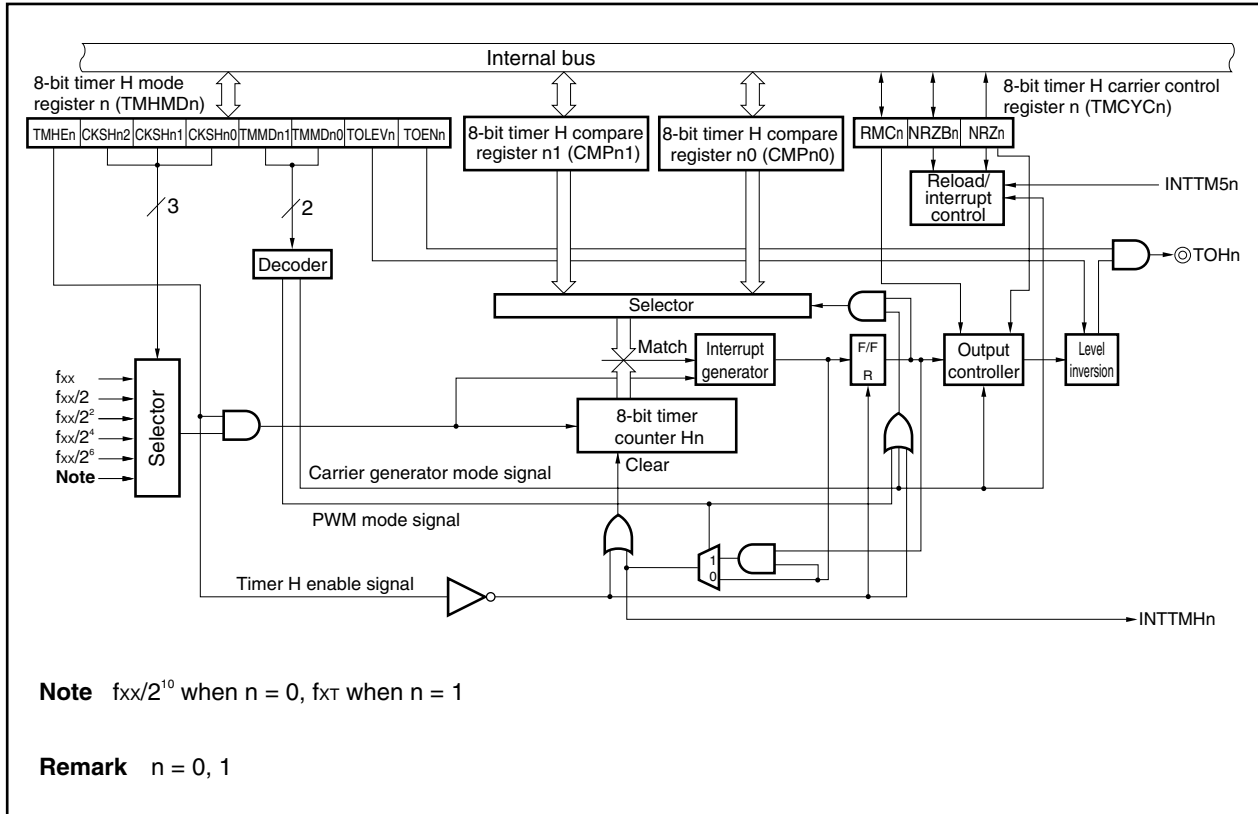 Internal bus
8-bit timer H mode
register n (TMHMDn)
8-bit timer H carrier control
register n (TMCYCn)
TMHEn CKSHn2 CKSHn1 CKSHn0 TMMDn1 TMMDn0 TOLEVn TOENn
8-bit timer H compare
register n1 (CMPn1)
8-bit timer H compare
register n0 (CMPn0)
RMCn NRZBn NRZn
Reload/
interrupt
control
INTTM5n
3
2
Decoder
TOHn
Selector
Match
Interrupt
generator
F/F
R
Output
controller
Level
inversion
fxx
fxx/2
fxx/2²
fxx/2⁴
fxx/2⁶
Note
Selector
8-bit timer
counter Hn
Clear
Carrier generator mode signal
PWM mode signal
1
0
Timer H enable signal
INTTMHn
Note fxx/2¹⁰ when n = 0, fXT when n = 1
Remark n = 0, 1